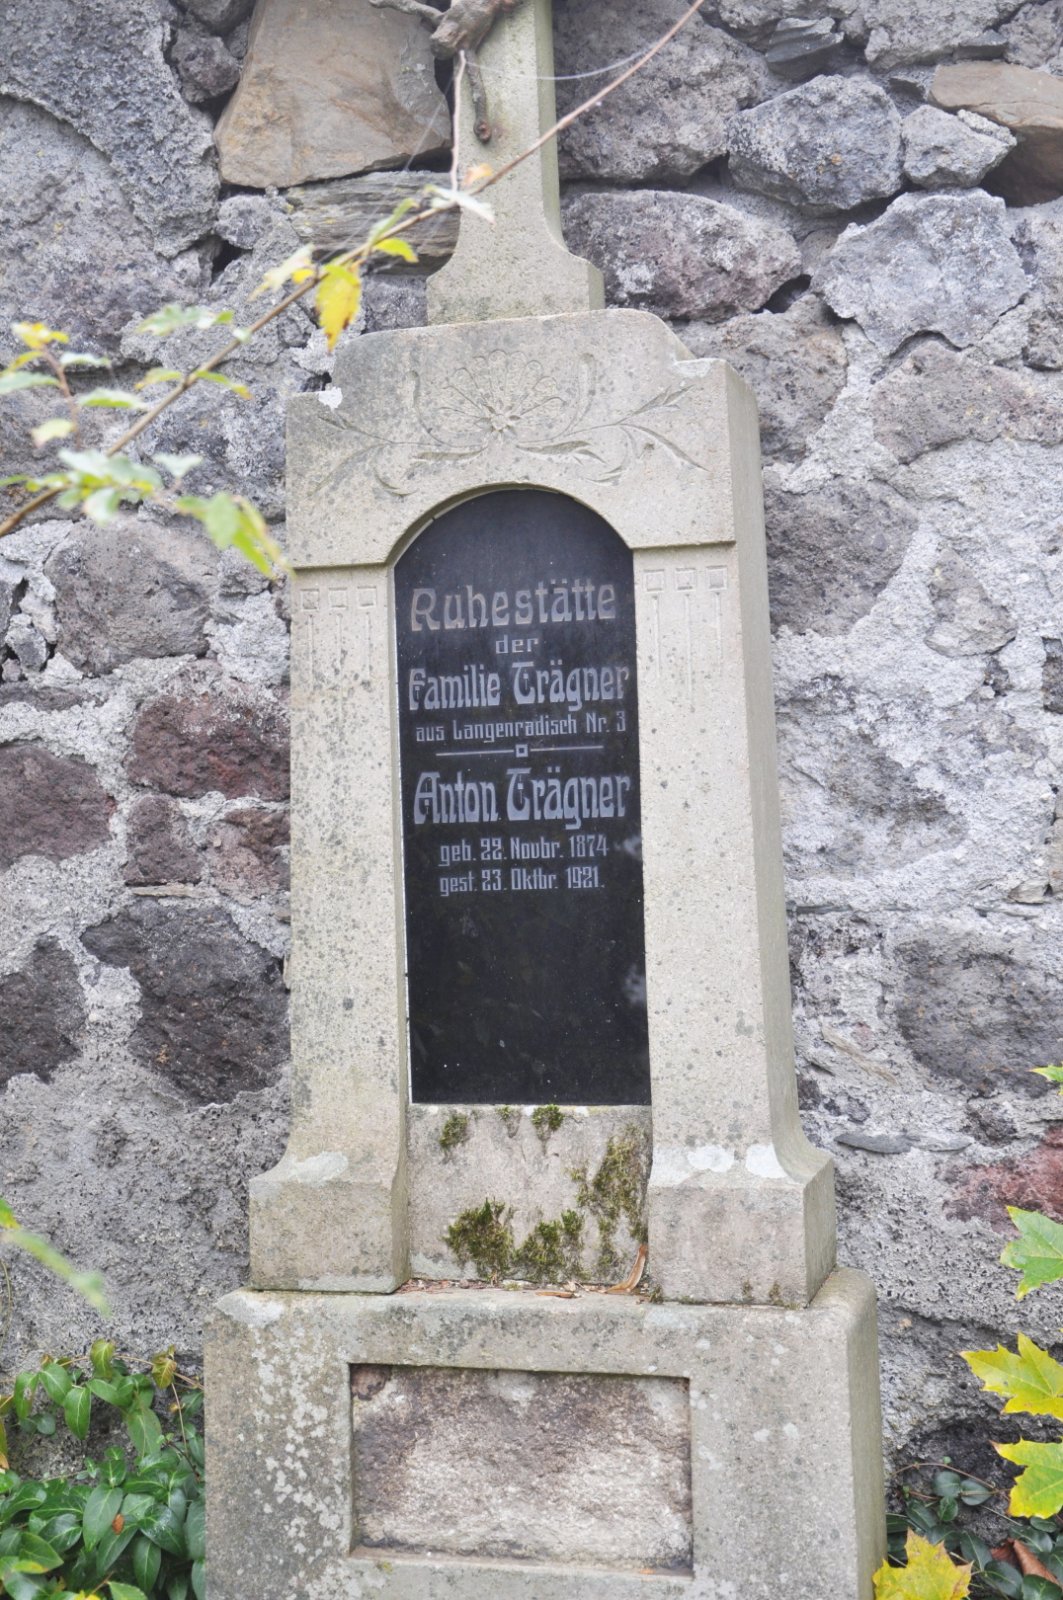 Ruhestätte
der
Familie Trägner
aus Langenradisch Nr. 3
Anton Trägner
geb. 22. Novbr. 1874
gest. 23. Oktbr. 1921.